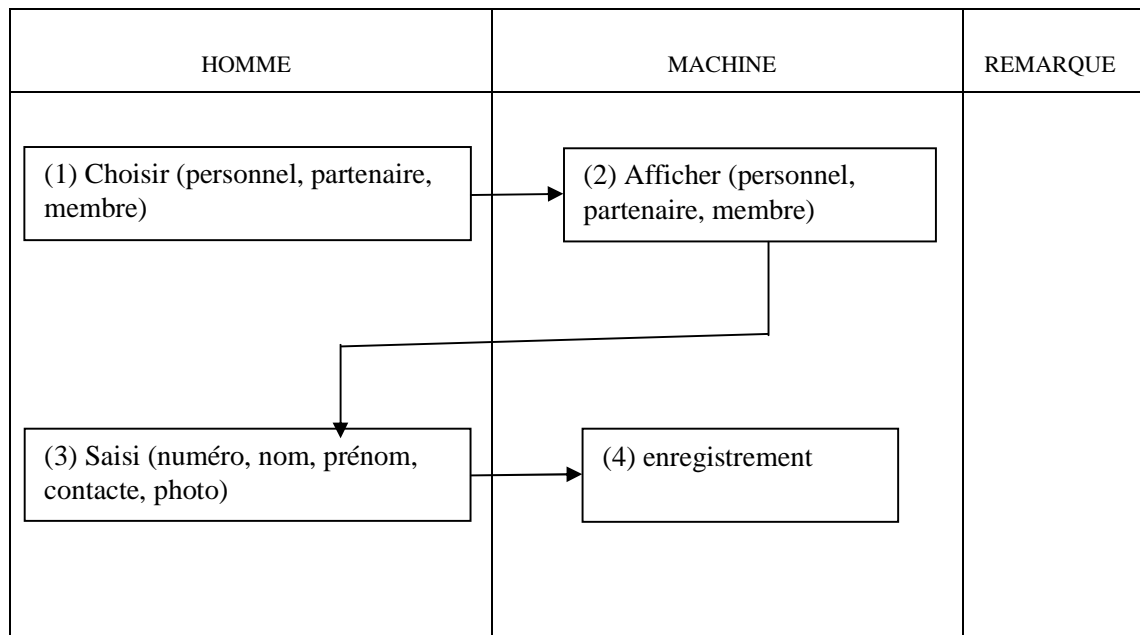 HOMME
MACHINE
REMARQUE
(1) Choisir (personnel, partenaire,
membre)
(2) Afficher (personnel,
partenaire, membre)
(3) Saisi (numéro, nom, prénom,
contacte, photo)
(4) enregistrement